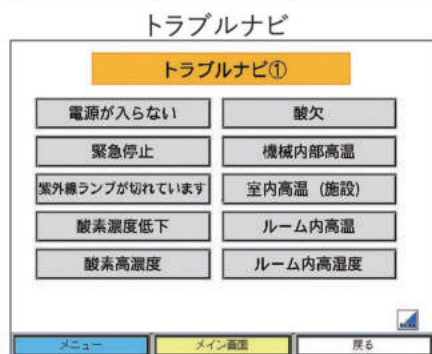 トラブルナビ
トラブルナビ①
電源が入らない
酸欠
緊急停止
機械内部高温
紫外線ランプが切れています
室内高温（施設）
酸素濃度低下
ルーム内高温
酸素高濃度
ルーム内高湿度
メニュー
メイン画面
戻る